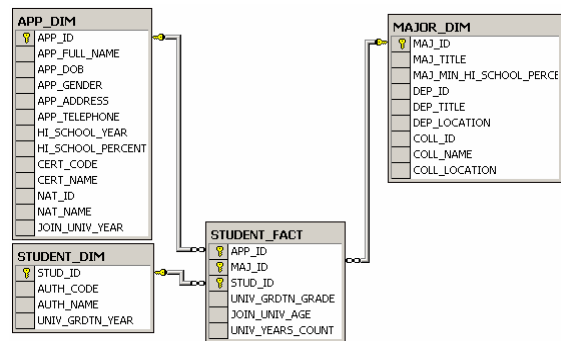 APP_DIM
APP_ID
APP_FULL_NAME
APP_DOB
APP_GENDER
APP_ADDRESS
APP_TELEPHONE
HI_SCHOOL_YEAR
HI_SCHOOL_PERCENT
CERT_CODE
CERT_NAME
NAT_ID
NAT_NAME
JOIN_UNIV_YEAR
MAJOR_DIM
MAJ_ID
MAJ_TITLE
MAJ_MIN_HI_SCHOOL_PERCE
DEP_ID
DEP_TITLE
DEP_LOCATION
COLL_ID
COLL_NAME
COLL_LOCATION
STUDENT_DIM
STUD_ID
AUTH_CODE
AUTH_NAME
UNIV_GRDTN_YEAR
STUDENT_FACT
APP_ID
MAJ_ID
STUD_ID
UNIV_GRDTN_GRADE
JOIN_UNIV_AGE
UNIV_YEARS_COUNT